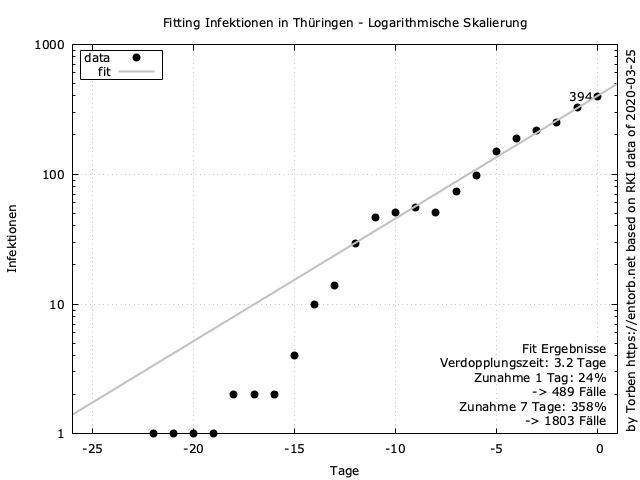 Fitting Infektionen in Thüringen - Logarithmische Skalierung
1000
100
10
1
Infektionen
data
fit
394
Fit Ergebnisse
Verdopplungszeit: 3.2 Tage
Zunahme 1 Tag: 24%
-> 489 Fälle
Zunahme 7 Tage: 358%
-> 1803 Fälle
-25
-20
-15
-10
-5
0
Tage
by Torben https://entorb.net based on RKI data of 2020-03-25